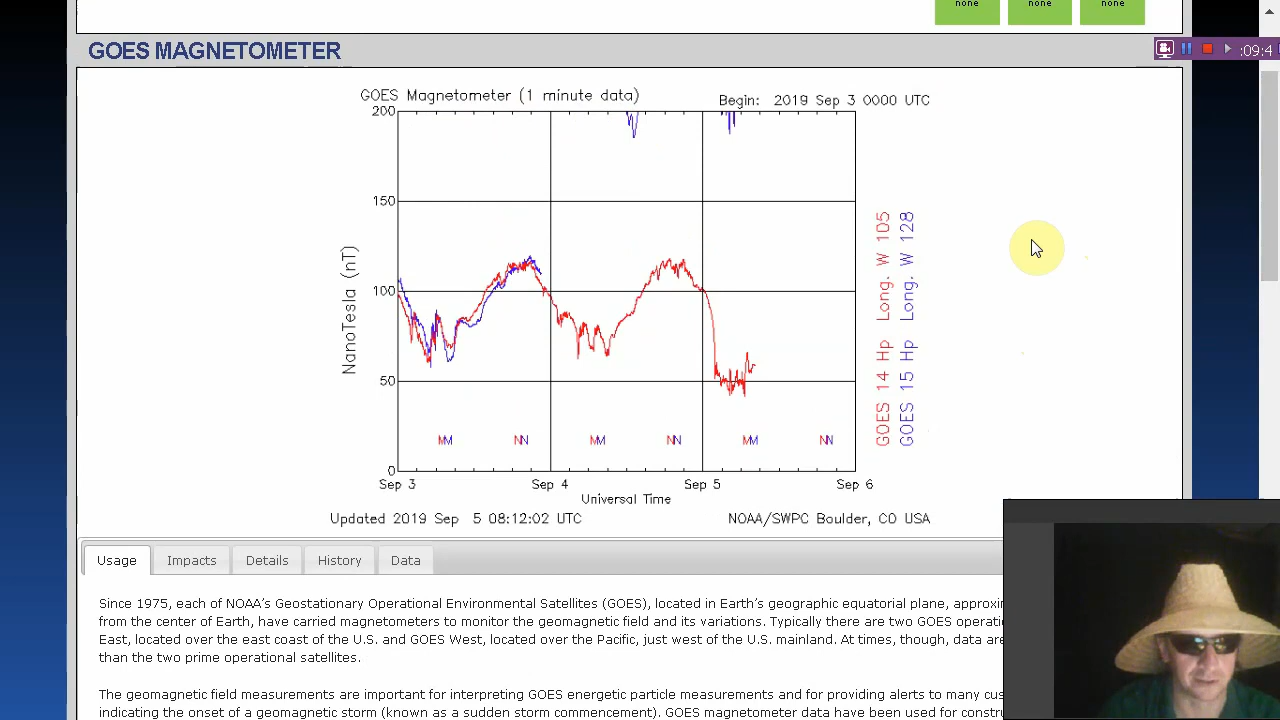 none none none
GOES MAGNETOMETER
:09:4
GOES Magnetometer (1 minute data)
Begin: 2019 Sep 3 0000 UTC
200
150
100
50
0
NanoTesla (nT)
M M N N M M N N M M N N
Sep 3 Sep 4 Sep 5 Sep 6
Universal Time
GOES 14 Hp Long. W 105
GOES 15 Hp Long. W 128
Updated 2019 Sep 5 08:12:02 UTC
NOAA/SWPC Boulder, CO USA
Usage Impacts Details History Data
Since 1975, each of NOAA's Geostationary Operational Environmental Satellites (GOES), located in Earth's geographic equatorial plane, approxi
from the center of Earth, have carried magnetometers to monitor the geomagnetic field and its variations. Typically there are two GOES operati
East, located over the east coast of the U.S. and GOES West, located over the Pacific, just west of the U.S. mainland. At times, though, data are
than the two prime operational satellites.
The geomagnetic field measurements are important for interpreting GOES energetic particle measurements and for providing alerts to many cus
indicating the onset of a geomagnetic storm (known as a sudden storm commencement). GOES magnetometer data have been used for constr